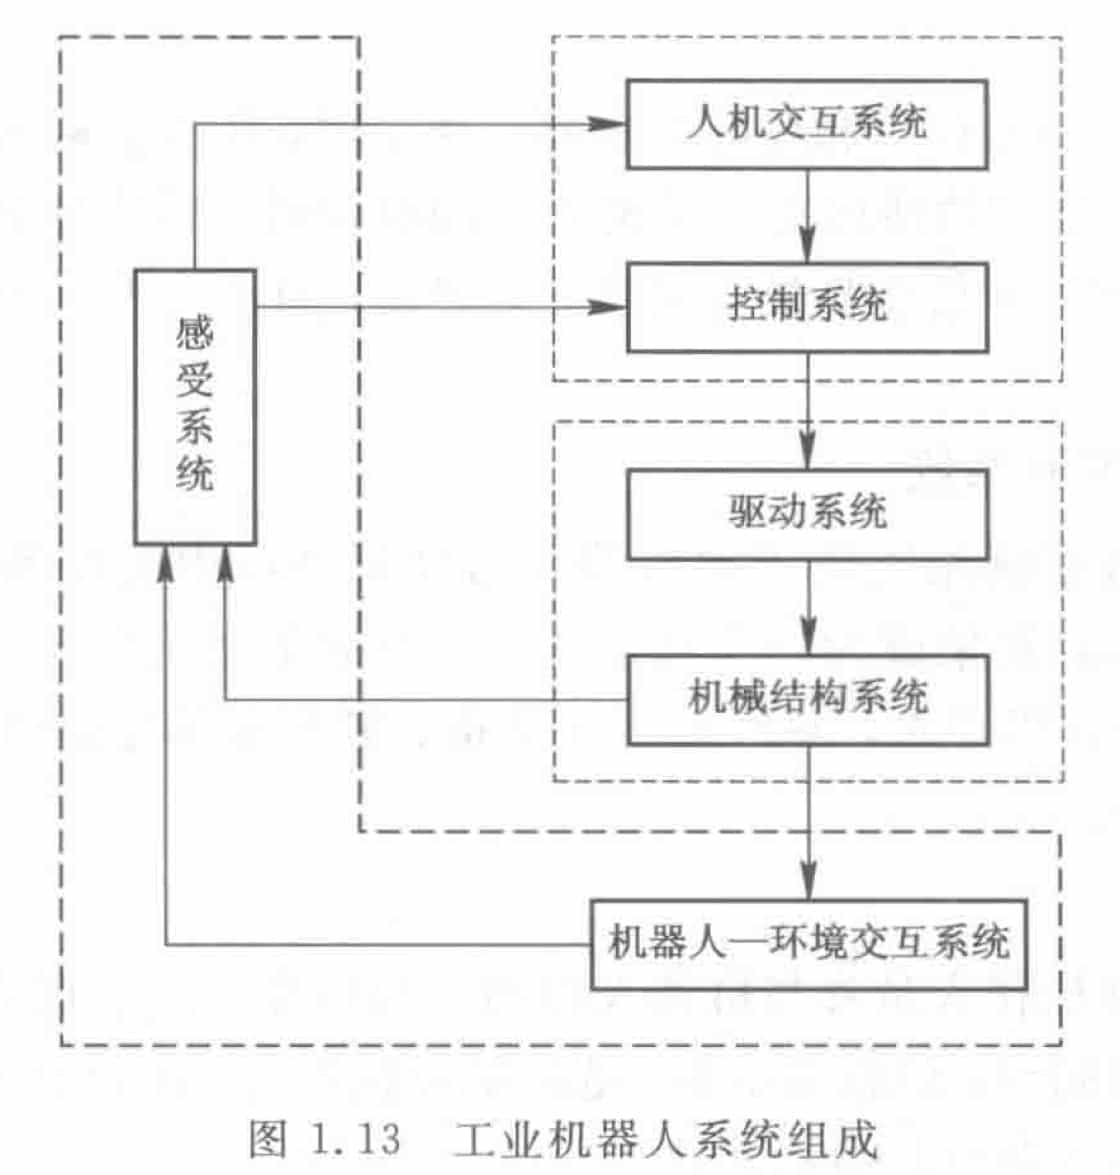 人机交互系统
控制系统
感受系统
驱动系统
机械结构系统
机器人—环境交互系统
图 1.13 工业机器人系统组成